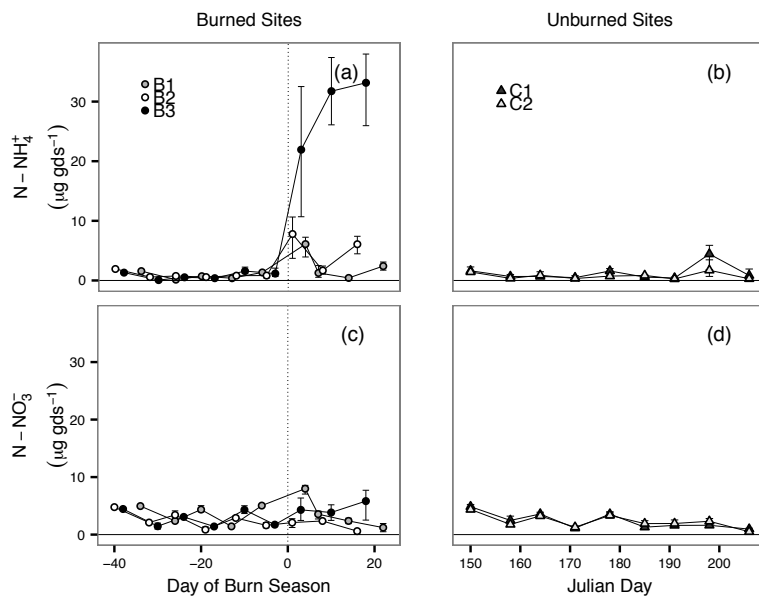 Burned Sites
Unburned Sites
(a)
B1
B2
B3
(b)
C1
C2
N − NH₄⁺
(µg gds⁻¹)
30
20
10
0
(c)
(d)
N − NO₃⁻
(µg gds⁻¹)
30
20
10
0
−40 −20 0 20
150 160 170 180 190 200
Day of Burn Season
Julian Day